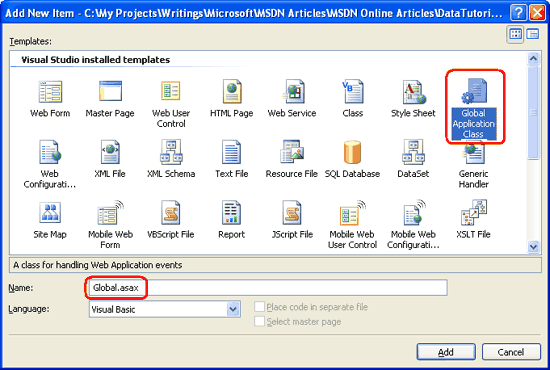 Add New Item - C:\My Projects\Writings\Microsoft\MSDN Articles\MSDN Online Articles\DataTutori...
Templates:
Visual Studio installed templates
Web Form
Master Page
Web User Control
HTML Page
Web Service
Class
Style Sheet
Global Application Class
Web Configurati...
XML File
XML Schema
Text File
Resource File
SQL Database
DataSet
Generic Handler
Site Map
Mobile Web Form
VBScript File
Report
JScript File
Mobile Web User Control
Mobile Web Configurati...
XSLT File
A class for handling Web Application events
Name:
Global.asax
Language:
Visual Basic
Place code in separate file
Select master page
Add
Cancel